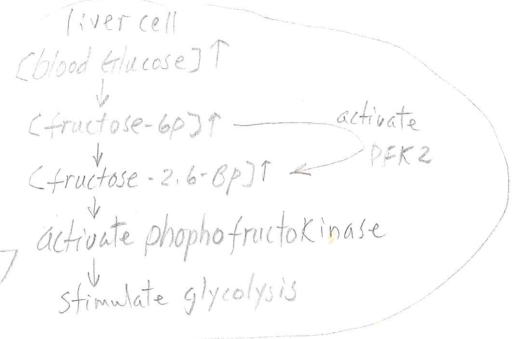 liver cell
[blood Glucose]↑
↓
[fructose-6p]↑
activate
PFK2
↓
[fructose-2.6-Bp]↑
↓
activate phophofructokinase
↓
stimulate glycolysis